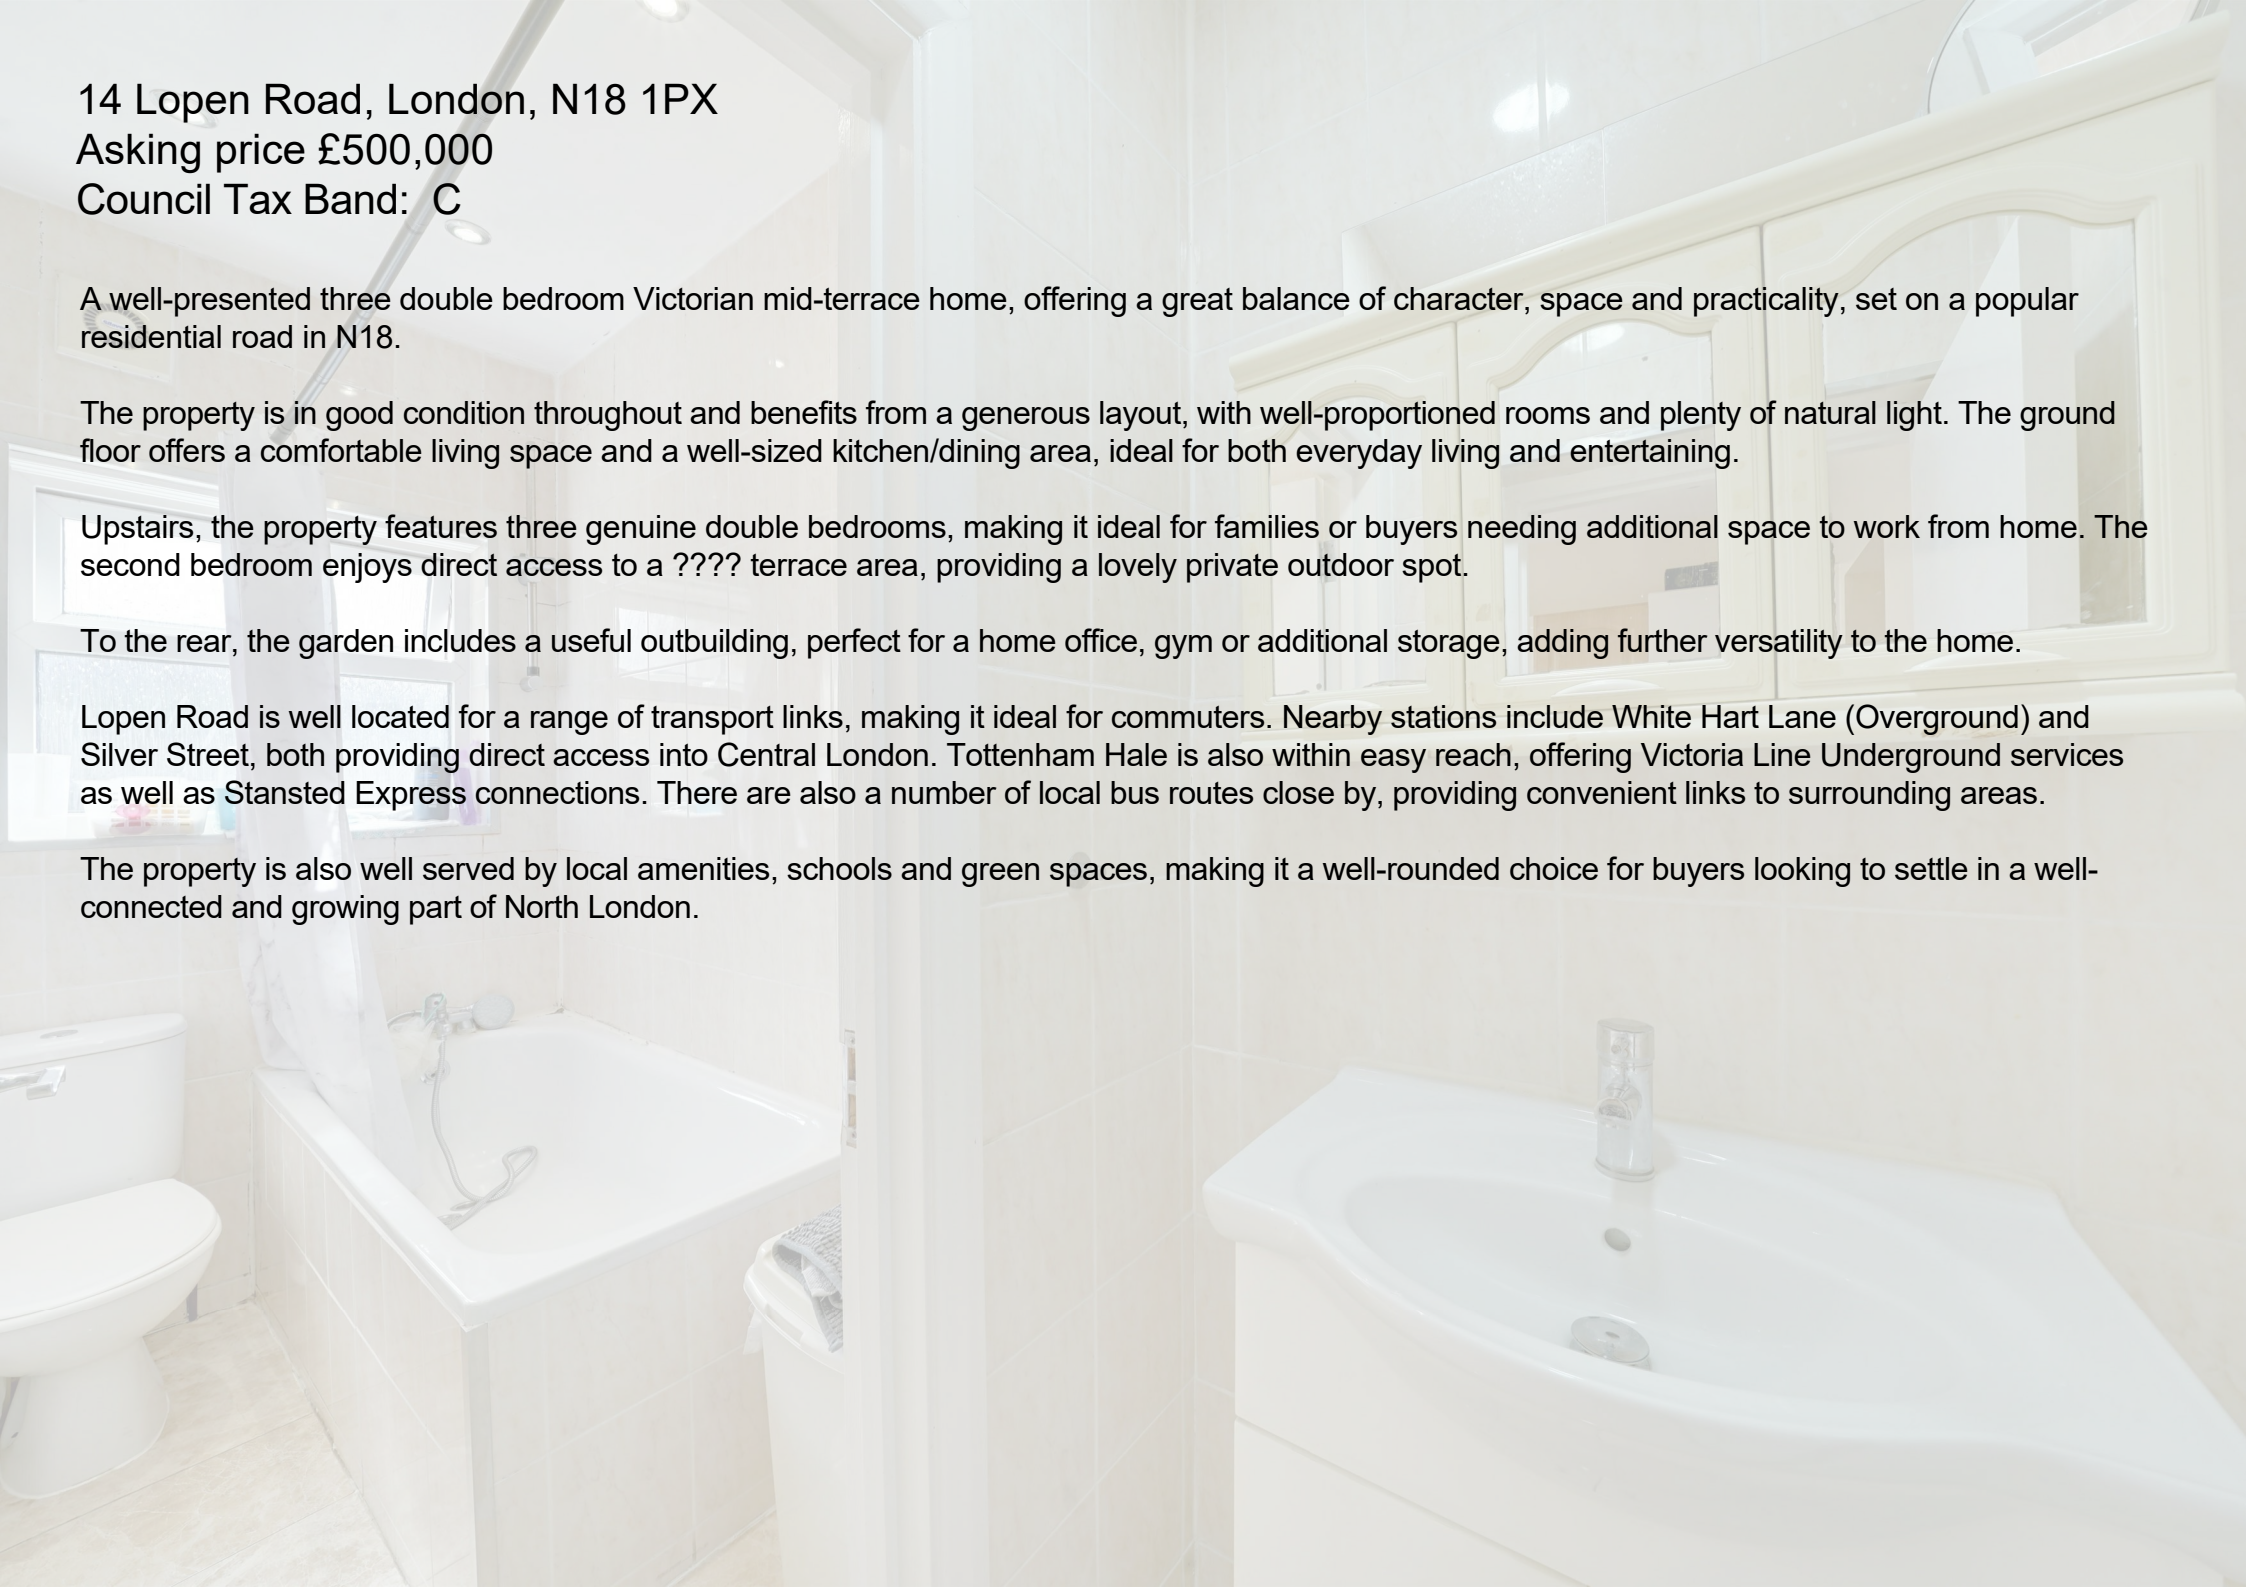 14 Lopen Road, London, N18 1PX
Asking price £500,000
Council Tax Band:  C
A well-presented three double bedroom Victorian mid-terrace home, offering a great balance of character, space and practicality, set on a popular
residential road in N18.
The property is in good condition throughout and benefits from a generous layout, with well-proportioned rooms and plenty of natural light. The ground
floor offers a comfortable living space and a well-sized kitchen/dining area, ideal for both everyday living and entertaining.
Upstairs, the property features three genuine double bedrooms, making it ideal for families or buyers needing additional space to work from home. The
second bedroom enjoys direct access to a ???? terrace area, providing a lovely private outdoor spot.
To the rear, the garden includes a useful outbuilding, perfect for a home office, gym or additional storage, adding further versatility to the home.
Lopen Road is well located for a range of transport links, making it ideal for commuters. Nearby stations include White Hart Lane (Overground) and
Silver Street, both providing direct access into Central London. Tottenham Hale is also within easy reach, offering Victoria Line Underground services
as well as Stansted Express connections. There are also a number of local bus routes close by, providing convenient links to surrounding areas.
The property is also well served by local amenities, schools and green spaces, making it a well-rounded choice for buyers looking to settle in a well-
connected and growing part of North London.